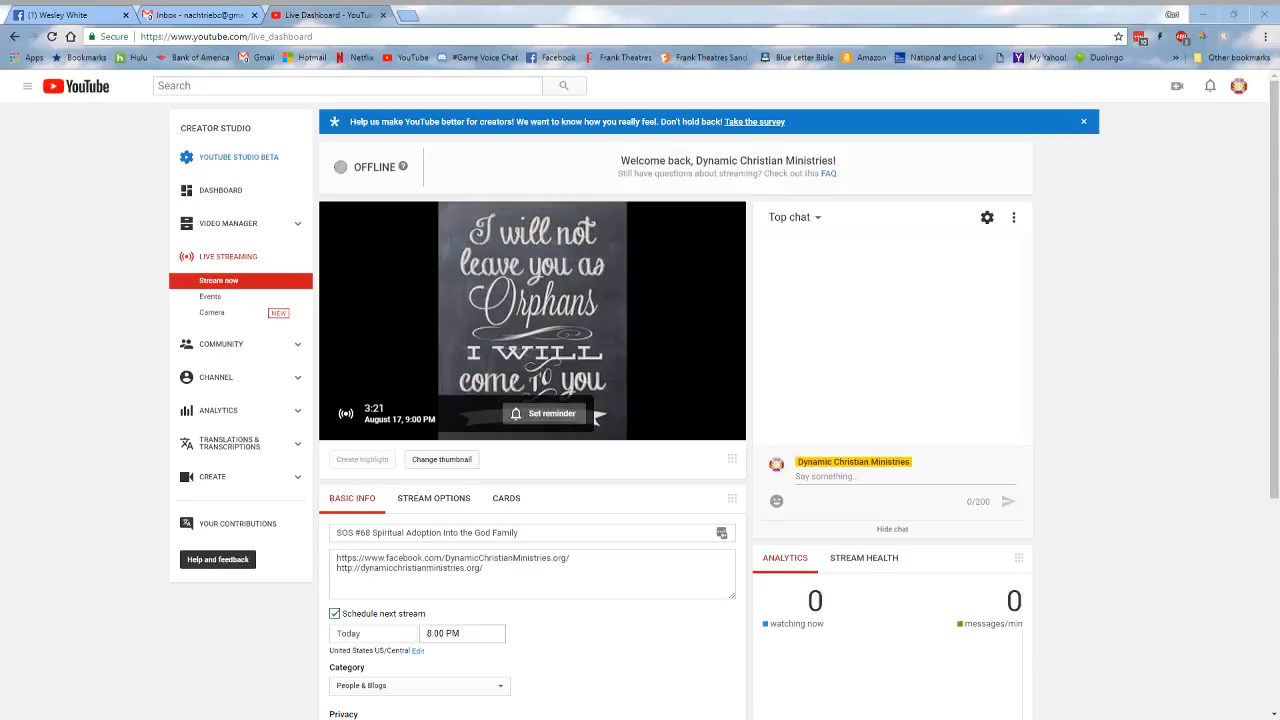 (1) Wesley White
Inbox - nachtriebc@gm
Live Dashboard - YouTu
Carl
Secure
https://www.youtube.com/live_dashboard
Apps
Bookmarks
Hulu
Bank of America
Gmail
Hotmail
Netflix
YouTube
#Game Voice Chat
Facebook
Frank Theatres
Frank Theatres Sand
Blue Letter Bible
Amazon
National and Local
My Yahoo!
Duolingo
»
Other bookmarks
YouTube
Search
CREATOR STUDIO
YOUTUBE STUDIO BETA
DASHBOARD
VIDEO MANAGER
LIVE STREAMING
Stream now
Events
Camera
NEW
COMMUNITY
CHANNEL
ANALYTICS
TRANSLATIONS &
TRANSCRIPTIONS
CREATE
YOUR CONTRIBUTIONS
Help and feedback
Help us make YouTube better for creators! We want to know how you really feel. Don't hold back! Take the survey
OFFLINE
Welcome back, Dynamic Christian Ministries!
Still have questions about streaming? Check out this FAQ.
I will not
leave you as
Orphans
I WILL
come to you
3:21
August 17, 9:00 PM
Set reminder
Create highlight
Change thumbnail
BASIC INFO
STREAM OPTIONS
CARDS
SOS #68 Spiritual Adoption Into the God Family
https://www.facebook.com/DynamicChristianMinistries.org/
http://dynamicchristianministries.org/
Schedule next stream
Today
8:00 PM
United States US/Central Edit
Category
People & Blogs
Privacy
Top chat
Dynamic Christian Ministries
Say something...
0/200
Hide chat
ANALYTICS
STREAM HEALTH
0
watching now
0
messages/min